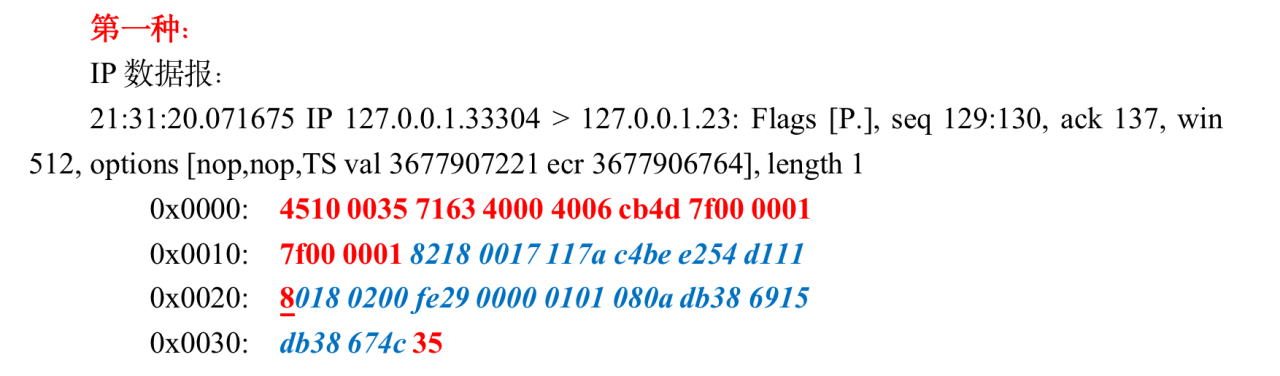 第一种：
IP 数据报：
21:31:20.071675 IP 127.0.0.1.33304 > 127.0.0.1.23: Flags [P.], seq 129:130, ack 137, win
512, options [nop,nop,TS val 3677907221 ecr 3677906764], length 1
0x0000: 4510 0035 7163 4000 4006 cb4d 7f00 0001
0x0010: 7f00 0001 8218 0017 117a c4be e254 d111
0x0020: 8018 0200 fe29 0000 0101 080a db38 6915
0x0030: db38 674c 35